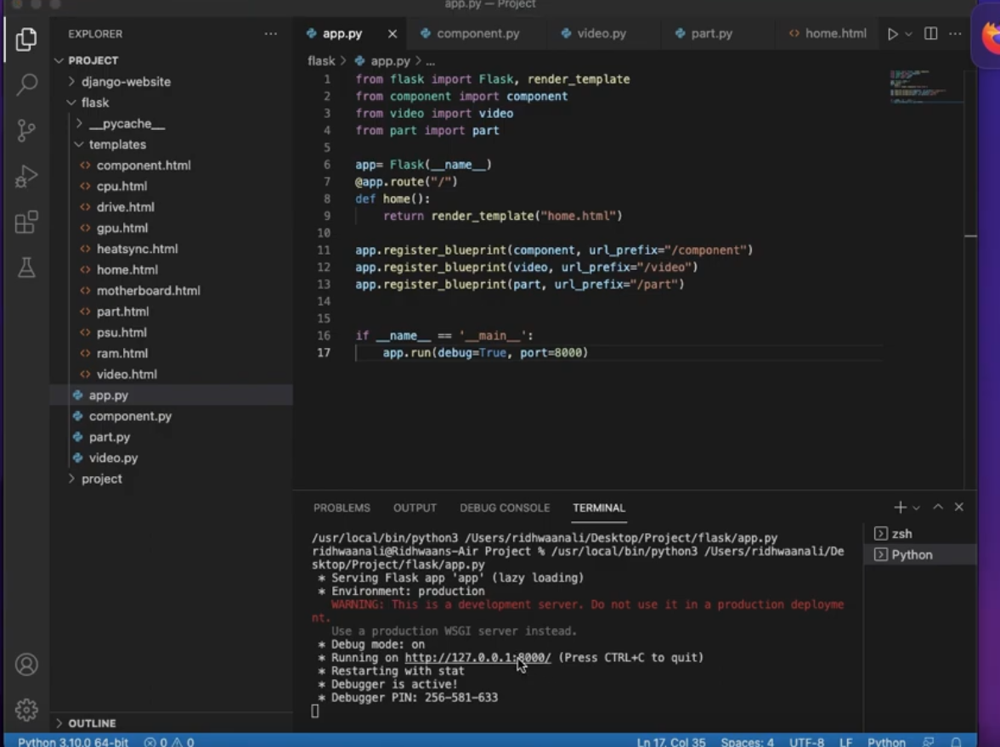 app.py — Project
EXPLORER
PROJECT
django-website
flask
__pycache__
templates
component.html
cpu.html
drive.html
gpu.html
heatsync.html
home.html
motherboard.html
part.html
psu.html
ram.html
video.html
app.py
component.py
part.py
video.py
project
OUTLINE
app.py component.py video.py part.py home.html
flask > app.py > ...
1 from flask import Flask, render_template
2 from component import component
3 from video import video
4 from part import part
5
6 app= Flask(__name__)
7 @app.route("/")
8 def home():
9 return render_template("home.html")
10
11 app.register_blueprint(component, url_prefix="/component")
12 app.register_blueprint(video, url_prefix="/video")
13 app.register_blueprint(part, url_prefix="/part")
14
15
16 if __name__ == '__main__':
17 app.run(debug=True, port=8000)
PROBLEMS OUTPUT DEBUG CONSOLE TERMINAL
/usr/local/bin/python3 /Users/ridhwaanali/Desktop/Project/flask/app.py
ridhwaanali@Ridhwaans-Air Project % /usr/local/bin/python3 /Users/ridhwaanali/De
sktop/Project/flask/app.py
* Serving Flask app 'app' (lazy loading)
* Environment: production
WARNING: This is a development server. Do not use it in a production deployme
nt.
Use a production WSGI server instead.
* Debug mode: on
* Running on http://127.0.0.1:8000/ (Press CTRL+C to quit)
* Restarting with stat
* Debugger is active!
* Debugger PIN: 256-581-633
zsh
Python
Python 3.10.0 64-bit 0 0 Ln 17, Col 35 Spaces: 4 UTF-8 LF Python